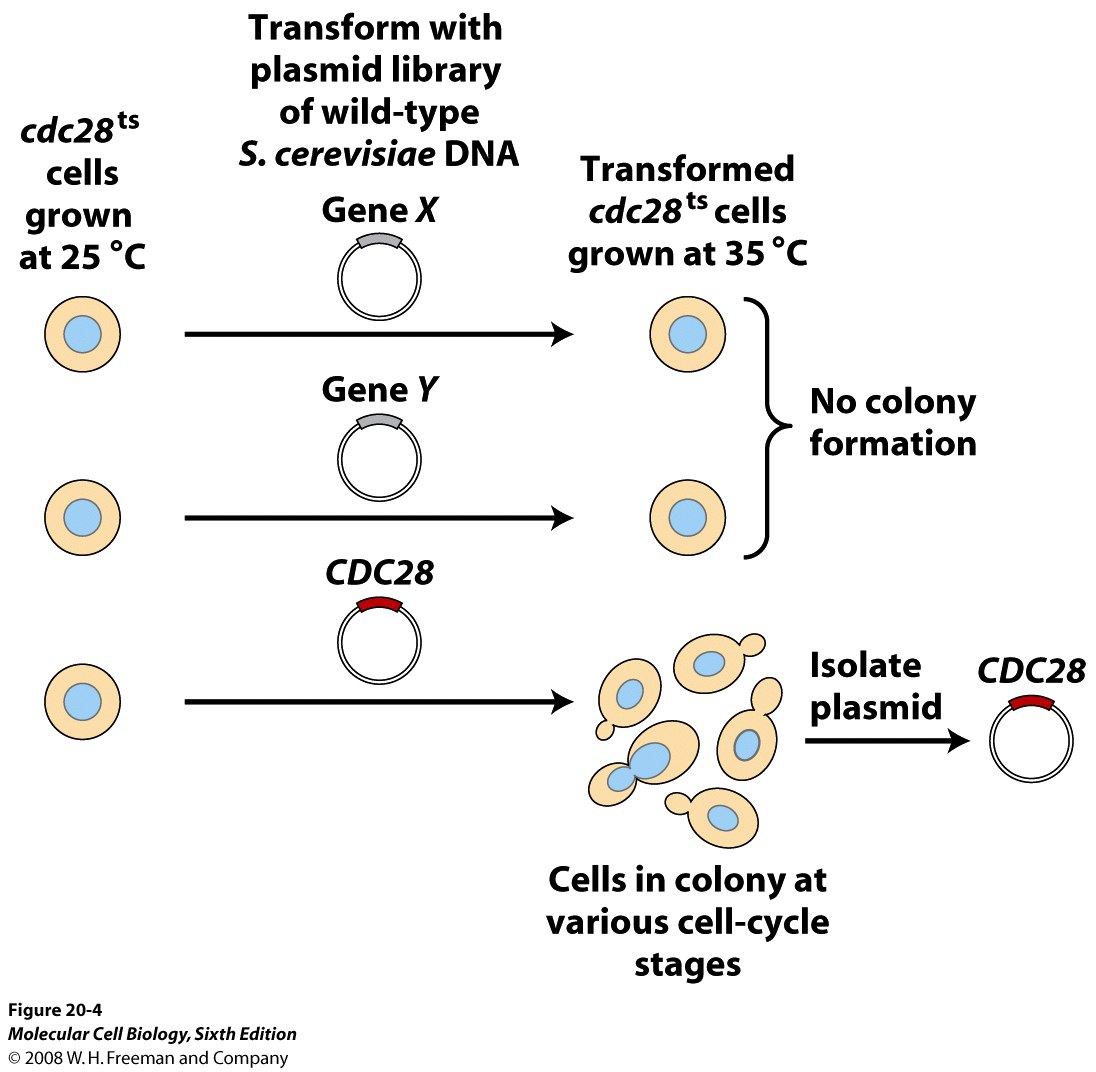 Transform with
plasmid library
of wild-type
S. cerevisiae DNA
cdc28 ts
cells
grown
at 25 °C
Transformed
cdc28 ts cells
grown at 35 °C
Gene X
Gene Y
No colony
formation
CDC28
Isolate
plasmid
CDC28
Cells in colony at
various cell-cycle
stages
Figure 20-4
Molecular Cell Biology, Sixth Edition
© 2008 W. H. Freeman and Company